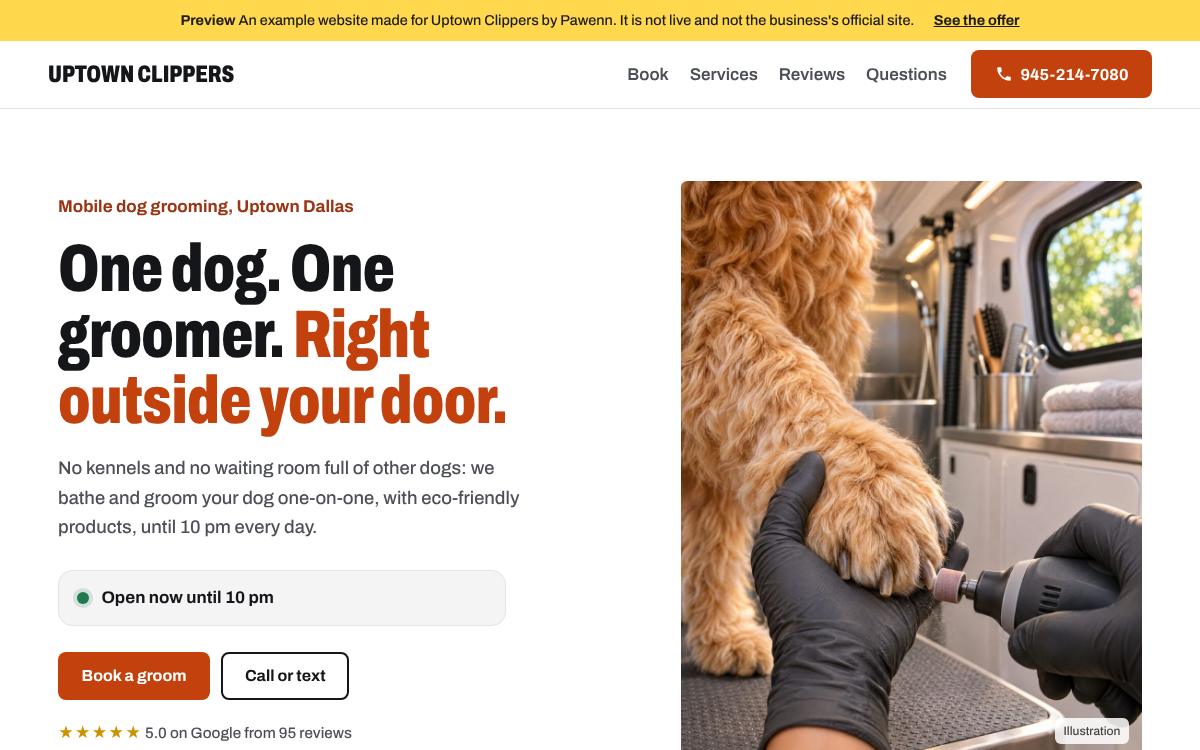 Preview An example website made for Uptown Clippers by Pawenn. It is not live and not the business's official site. See the offer
UPTOWN CLIPPERS Book Services Reviews Questions 945-214-7080
Mobile dog grooming, Uptown Dallas
One dog. One
groomer. Right
outside your door.
No kennels and no waiting room full of other dogs: we
bathe and groom your dog one-on-one, with eco-friendly
products, until 10 pm every day.
Open now until 10 pm
Book a groom Call or text
★★★★★ 5.0 on Google from 95 reviews
Illustration